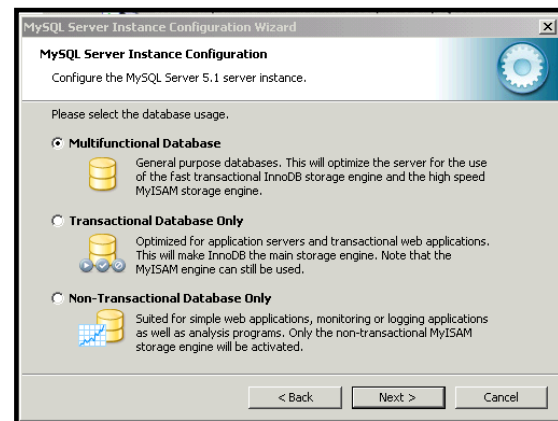 MySQL Server Instance Configuration Wizard
MySQL Server Instance Configuration
Configure the MySQL Server 5.1 server instance.
Please select the database usage.
Multifunctional Database
General purpose databases. This will optimize the server for the use
of the fast transactional InnoDB storage engine and the high speed
MyISAM storage engine.
Transactional Database Only
Optimized for application servers and transactional web applications.
This will make InnoDB the main storage engine. Note that the
MyISAM engine can still be used.
Non-Transactional Database Only
Suited for simple web applications, monitoring or logging applications
as well as analysis programs. Only the non-transactional MyISAM
storage engine will be activated.
< Back Next > Cancel